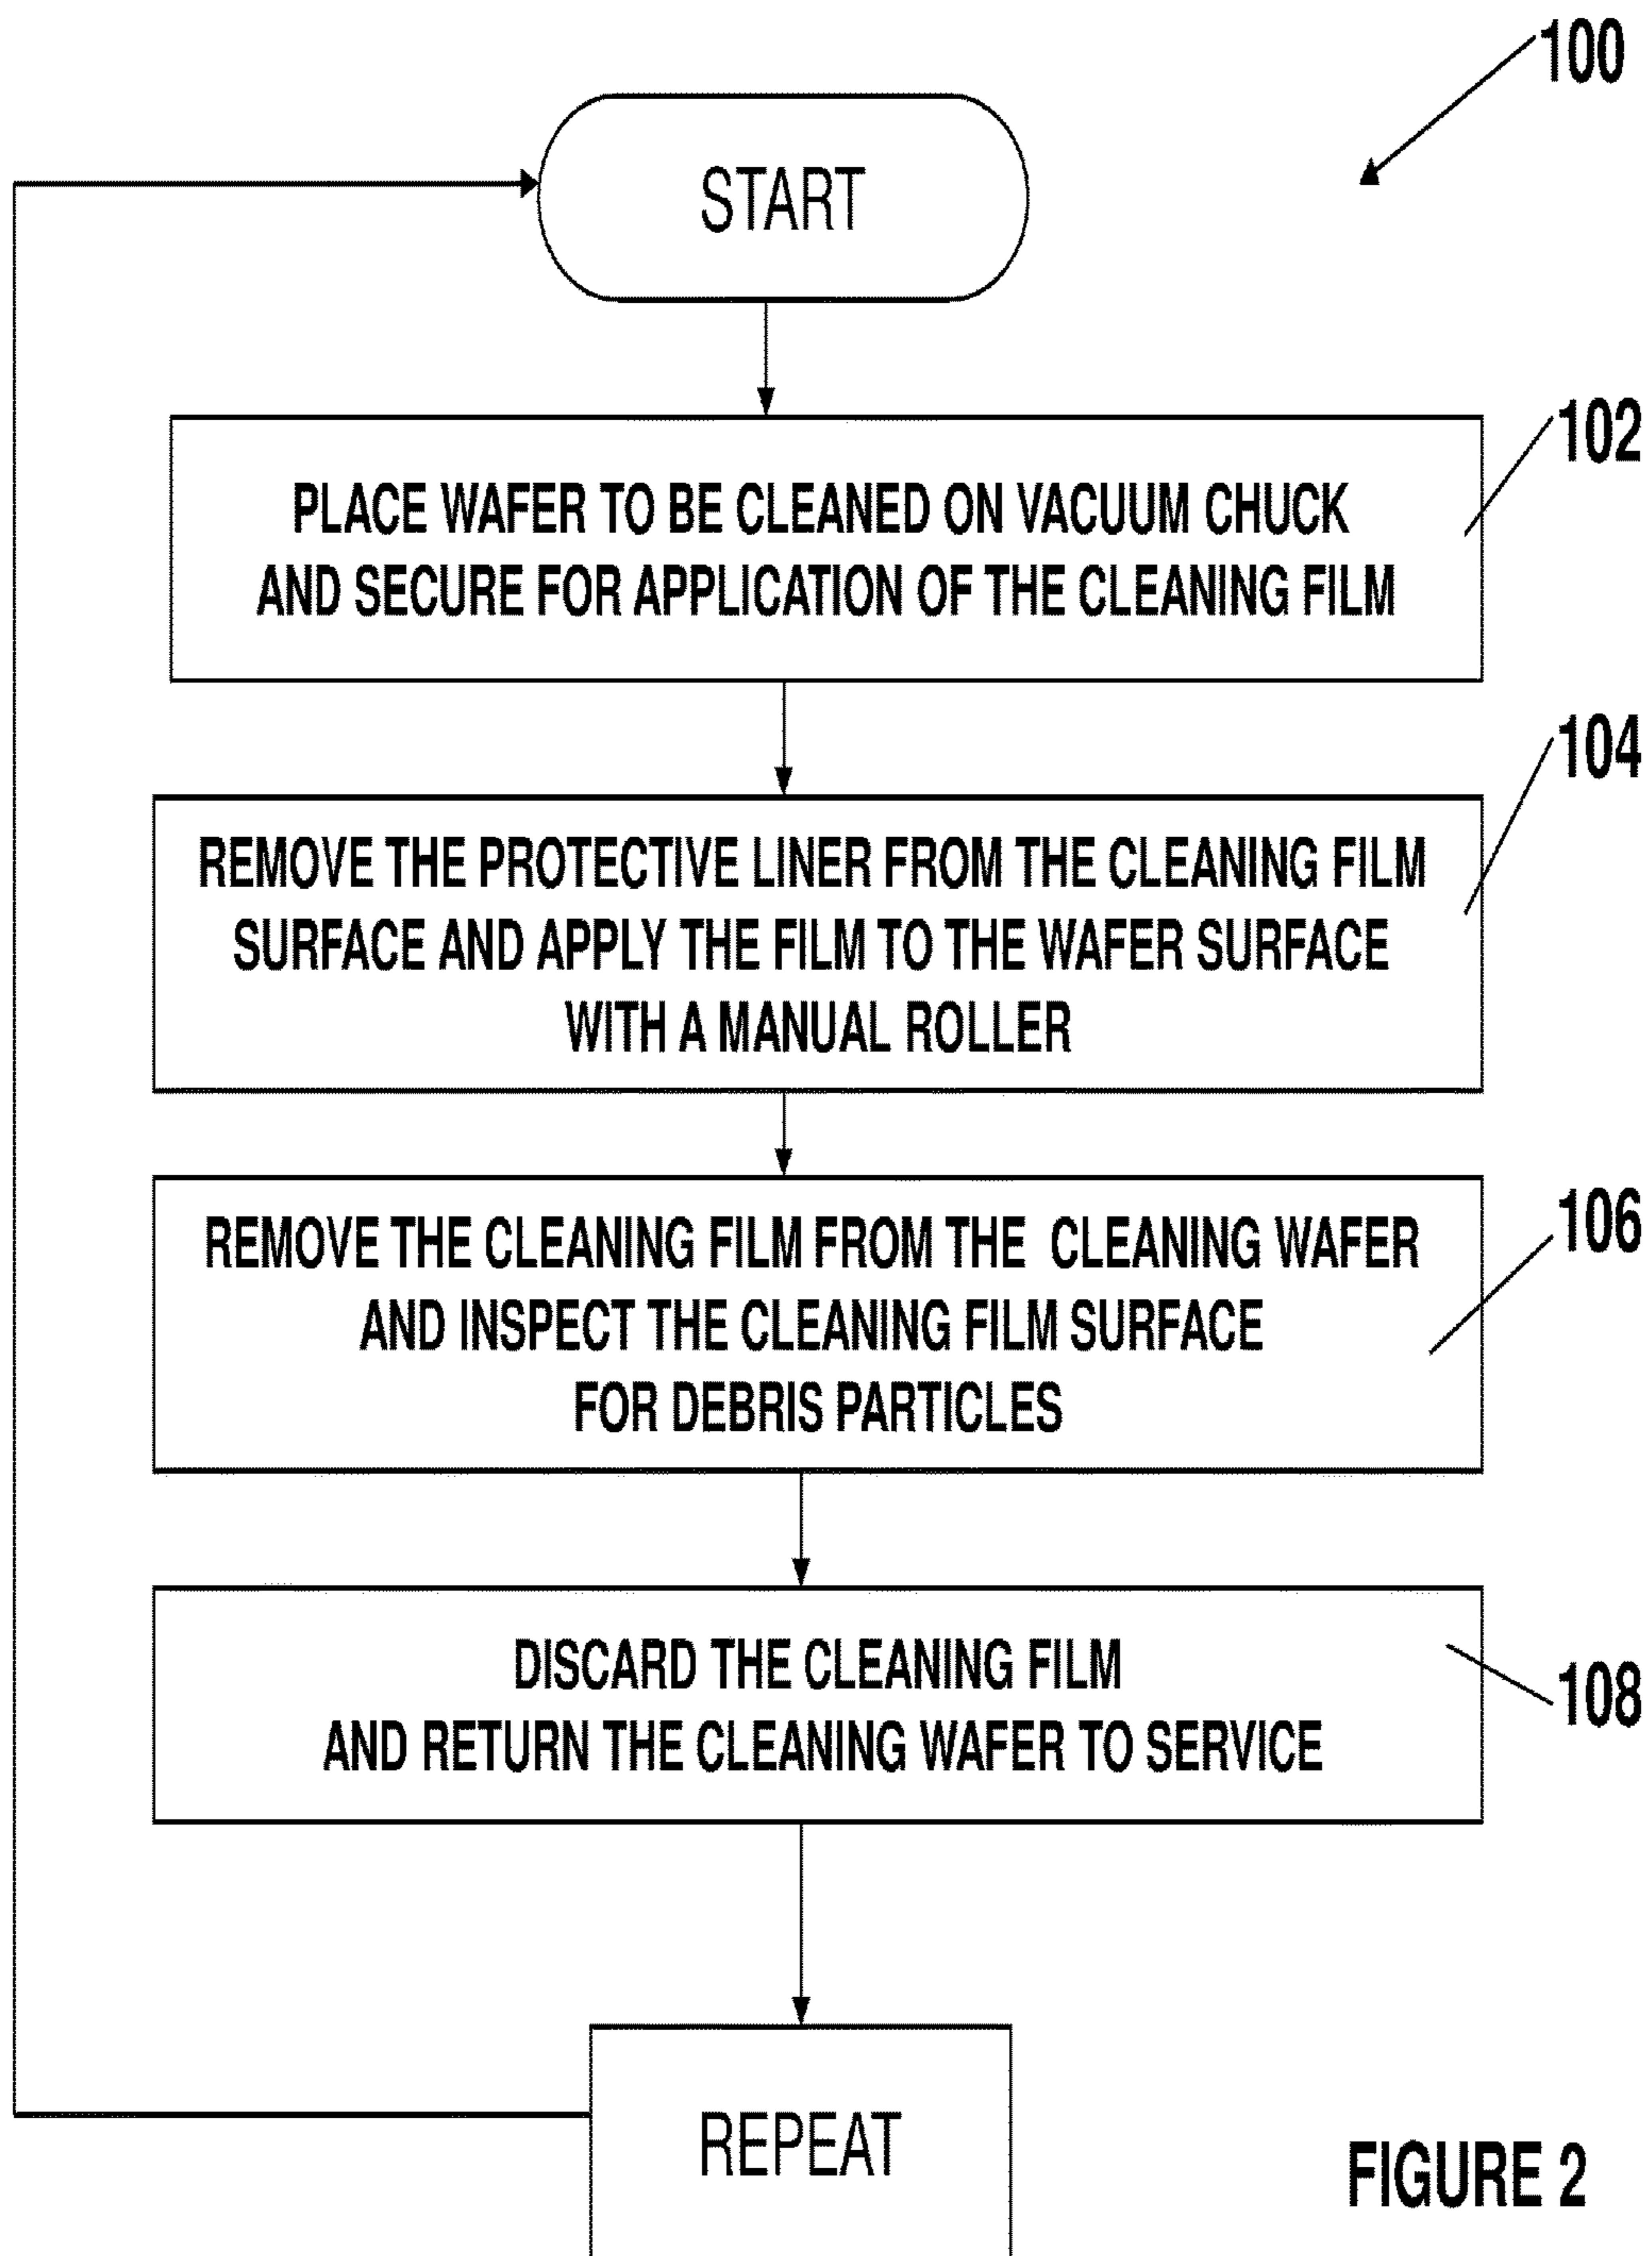 100
START
102
PLACE WAFER TO BE CLEANED ON VACUUM CHUCK
AND SECURE FOR APPLICATION OF THE CLEANING FILM
104
REMOVE THE PROTECTIVE LINER FROM THE CLEANING FILM
SURFACE AND APPLY THE FILM TO THE WAFER SURFACE
WITH A MANUAL ROLLER
106
REMOVE THE CLEANING FILM FROM THE CLEANING WAFER
AND INSPECT THE CLEANING FILM SURFACE
FOR DEBRIS PARTICLES
DISCARD THE CLEANING FILM
108
AND RETURN THE CLEANING WAFER TO SERVICE
REPEAT
FIGURE 2